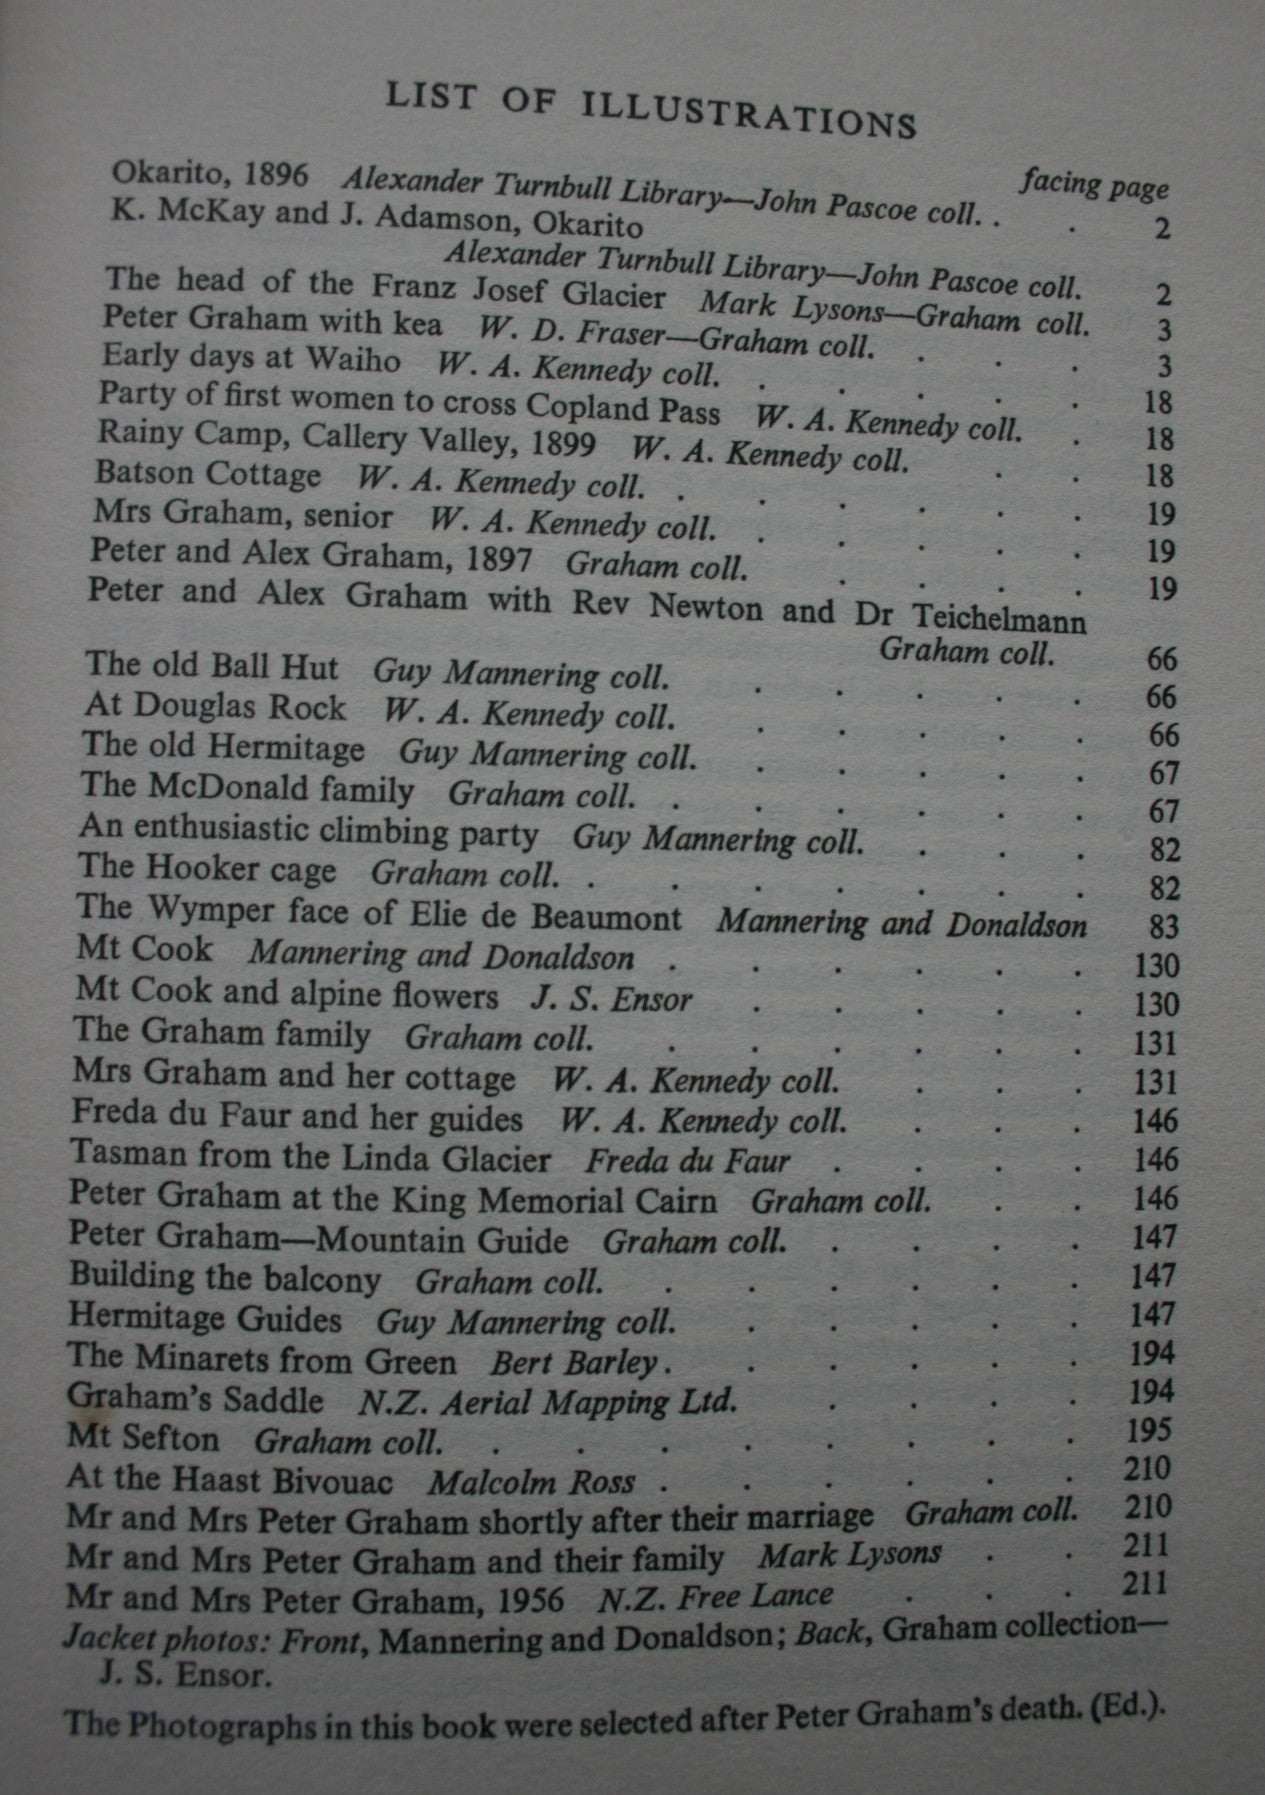 LIST OF ILLUSTRATIONS
facing page
Okarito, 1896 Alexander Turnbull Library—John Pascoe coll. . . 2
K. McKay and J. Adamson, Okarito
Alexander Turnbull Library—John Pascoe coll. 2
The head of the Franz Josef Glacier Mark Lysons—Graham coll. 3
Peter Graham with kea W. D. Fraser—Graham coll. . . . 3
Early days at Waiho W. A. Kennedy coll. . . . . . 18
Party of first women to cross Copland Pass W. A. Kennedy coll. . 18
Rainy Camp, Callery Valley, 1899 W. A. Kennedy coll. . . 18
Batson Cottage W. A. Kennedy coll. . . . . . . 19
Mrs Graham, senior W. A. Kennedy coll. . . . . . 19
Peter and Alex Graham, 1897 Graham coll. . . . . 19
Peter and Alex Graham with Rev Newton and Dr Teichelmann
Graham coll. 66
The old Ball Hut Guy Mannering coll. . . . . . 66
At Douglas Rock W. A. Kennedy coll. . . . . . 66
The old Hermitage Guy Mannering coll. . . . . . 67
The McDonald family Graham coll. . . . . . . 67
An enthusiastic climbing party Guy Mannering coll. . . . 82
The Hooker cage Graham coll. . . . . . . . 82
The Wymper face of Elie de Beaumont Mannering and Donaldson 83
Mt Cook Mannering and Donaldson . . . . . . 130
Mt Cook and alpine flowers J. S. Ensor . . . . . 130
The Graham family Graham coll. . . . . . . 131
Mrs Graham and her cottage W. A. Kennedy coll. . . . 131
Freda du Faur and her guides W. A. Kennedy coll. . . . 146
Tasman from the Linda Glacier Freda du Faur . . . . 146
Peter Graham at the King Memorial Cairn Graham coll. . . 146
Peter Graham—Mountain Guide Graham coll. . . . . 147
Building the balcony Graham coll. . . . . . . 147
Hermitage Guides Guy Mannering coll. . . . . . 147
The Minarets from Green Bert Barley . . . . . . 194
Graham's Saddle N.Z. Aerial Mapping Ltd. . . . . 194
Mt Sefton Graham coll. . . . . . . . . 195
At the Haast Bivouac Malcolm Ross . . . . . . 210
Mr and Mrs Peter Graham shortly after their marriage Graham coll. 210
Mr and Mrs Peter Graham and their family Mark Lysons . . 211
Mr and Mrs Peter Graham, 1956 N.Z. Free Lance . . . 211
Jacket photos: Front, Mannering and Donaldson; Back, Graham collection—
J. S. Ensor.
The Photographs in this book were selected after Peter Graham's death. (Ed.).